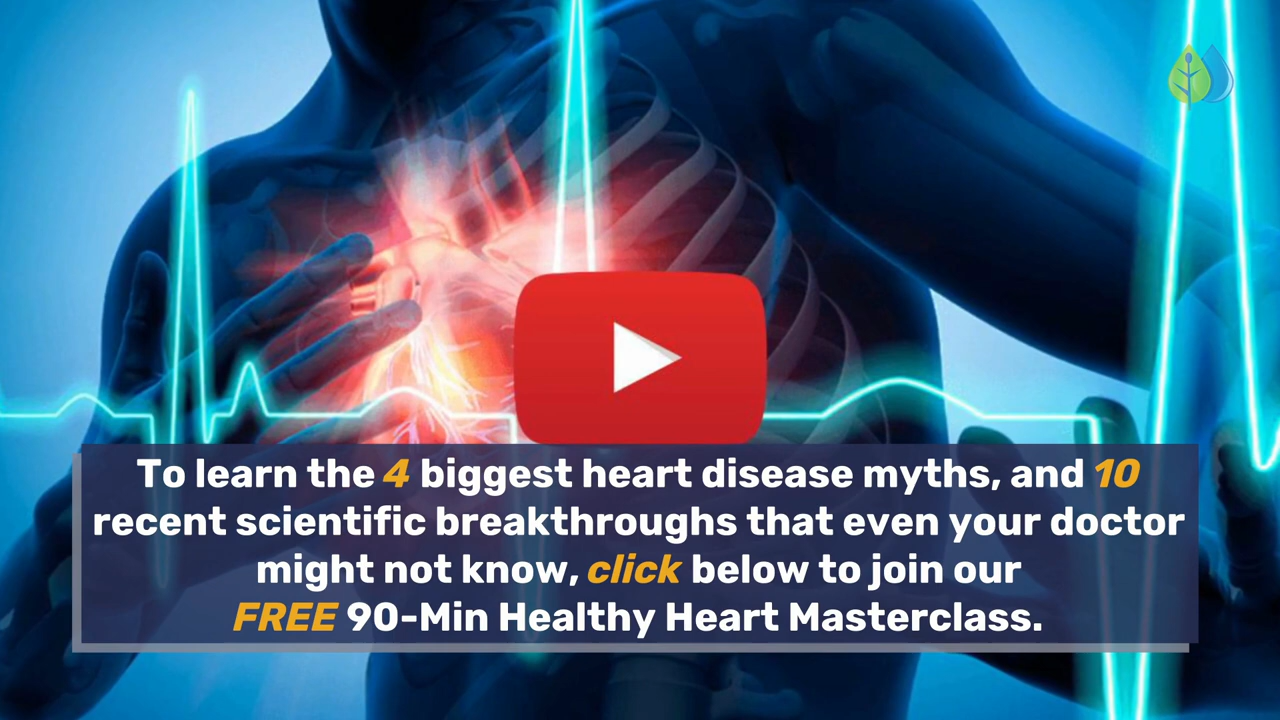 To learn the 4 biggest heart disease myths, and 10
recent scientific breakthroughs that even your doctor
might not know, click below to join our
FREE 90-Min Healthy Heart Masterclass.